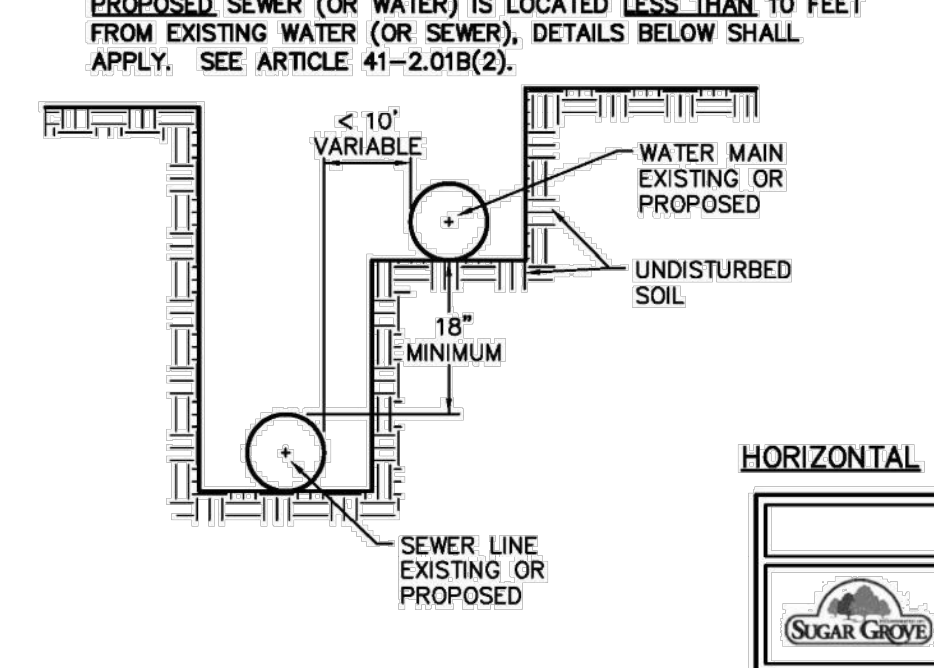 PROPOSED SEWER (OR WATER) IS LOCATED LESS THAN 10 FEET
FROM EXISTING WATER (OR SEWER), DETAILS BELOW SHALL
APPLY. SEE ARTICLE 41-2.01B(2).
< 10'
VARIABLE
WATER MAIN
EXISTING OR
PROPOSED
UNDISTURBED
SOIL
18"
MINIMUM
HORIZONTAL
SEWER LINE
EXISTING OR
PROPOSED
SUGAR GROVE